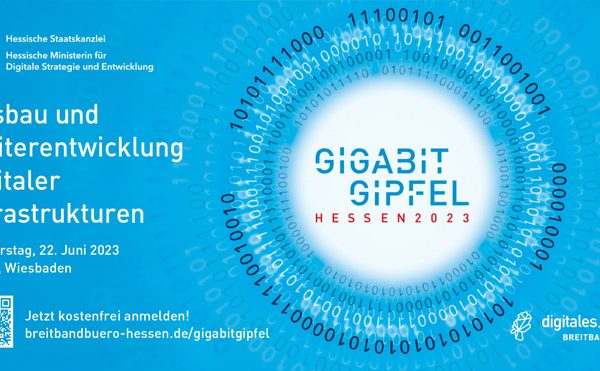 Hessische Staatskanzlei
Hessische Ministerin für
Digitale Strategie und Entwicklung
sbau und
iterentwicklung
italer
rastrukturen
rstag, 22. Juni 2023
Wiesbaden
Jetzt kostenfrei anmelden!
breitbandbuero-hessen.de/gigabitgipfel
GIGABIT
GIPFEL
HESSEN2023
digitales.
BREITBA